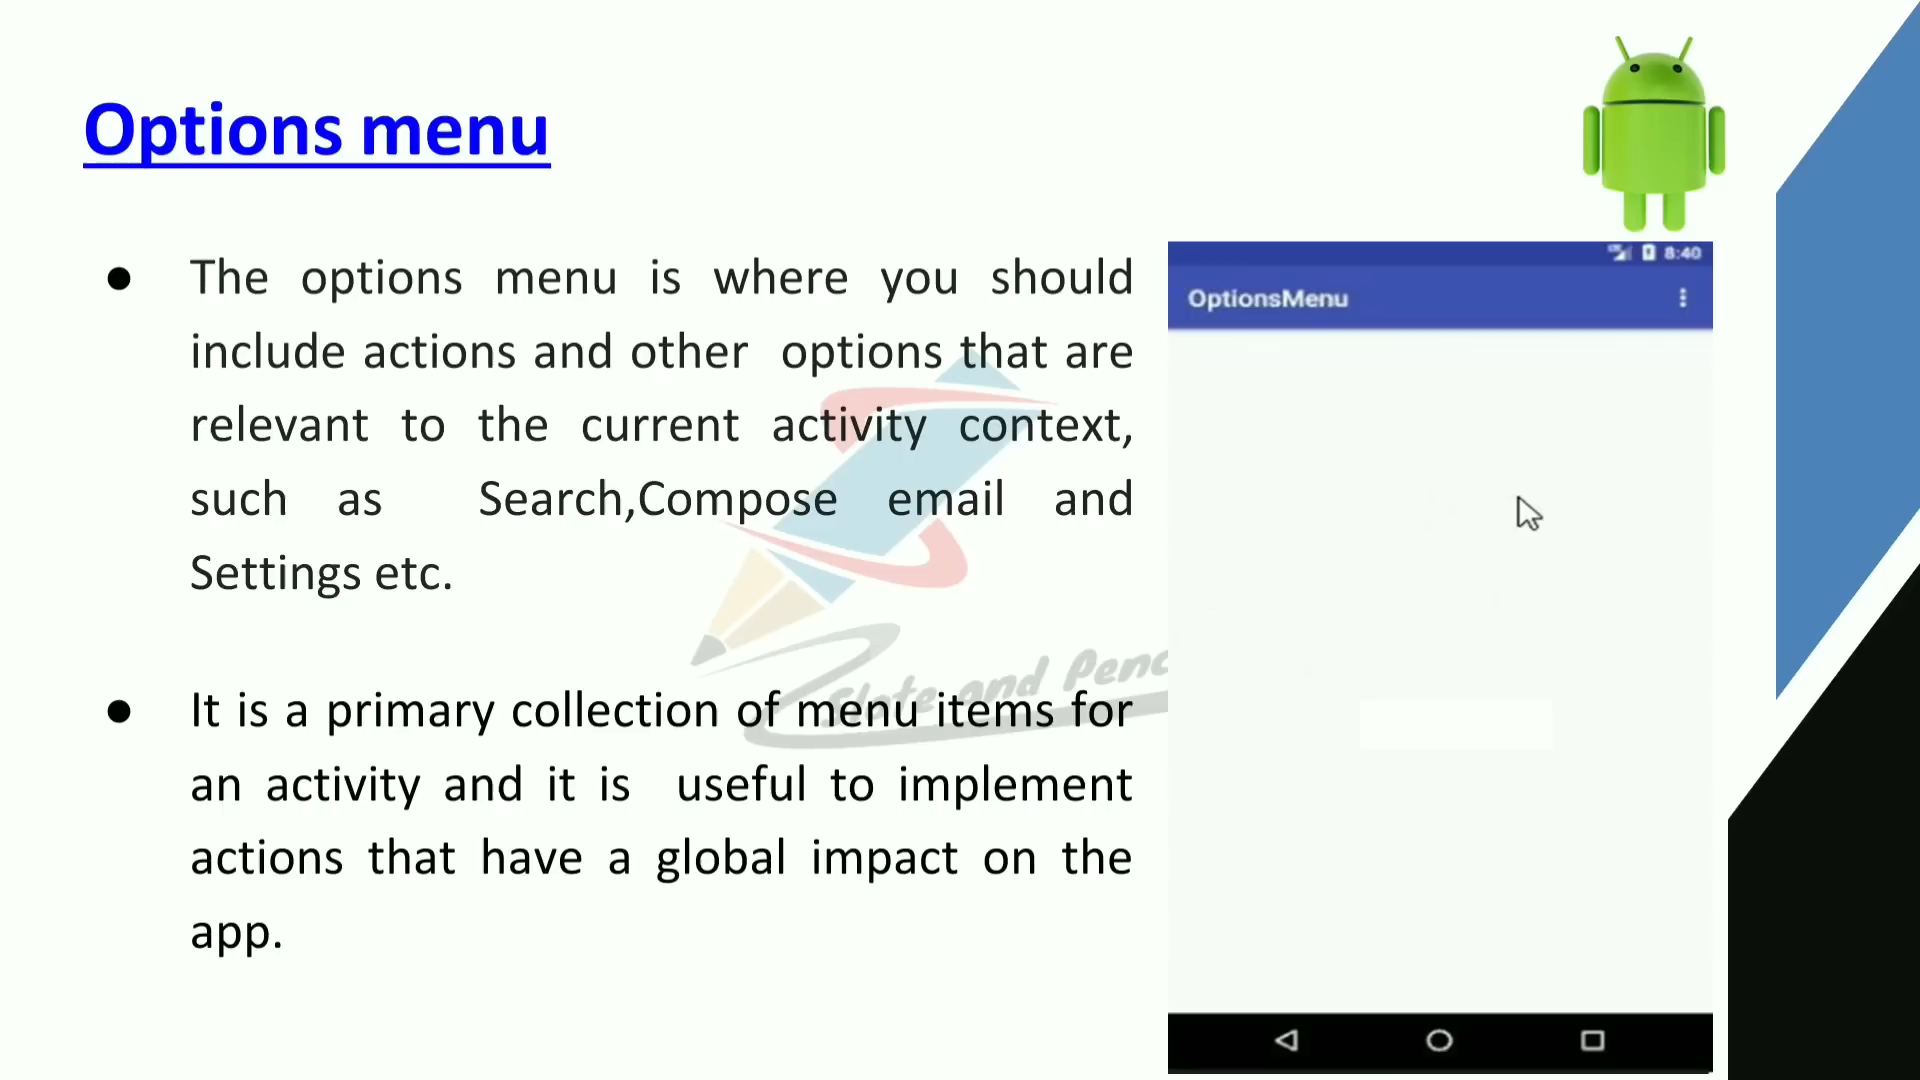 Options menu
● The options menu is where you should
include actions and other options that are
relevant to the current activity context,
such as Search,Compose email and
Settings etc.
● It is a primary collection of menu items for
an activity and it is useful to implement
actions that have a global impact on the
app.
Slate and Penc
8:40
OptionsMenu